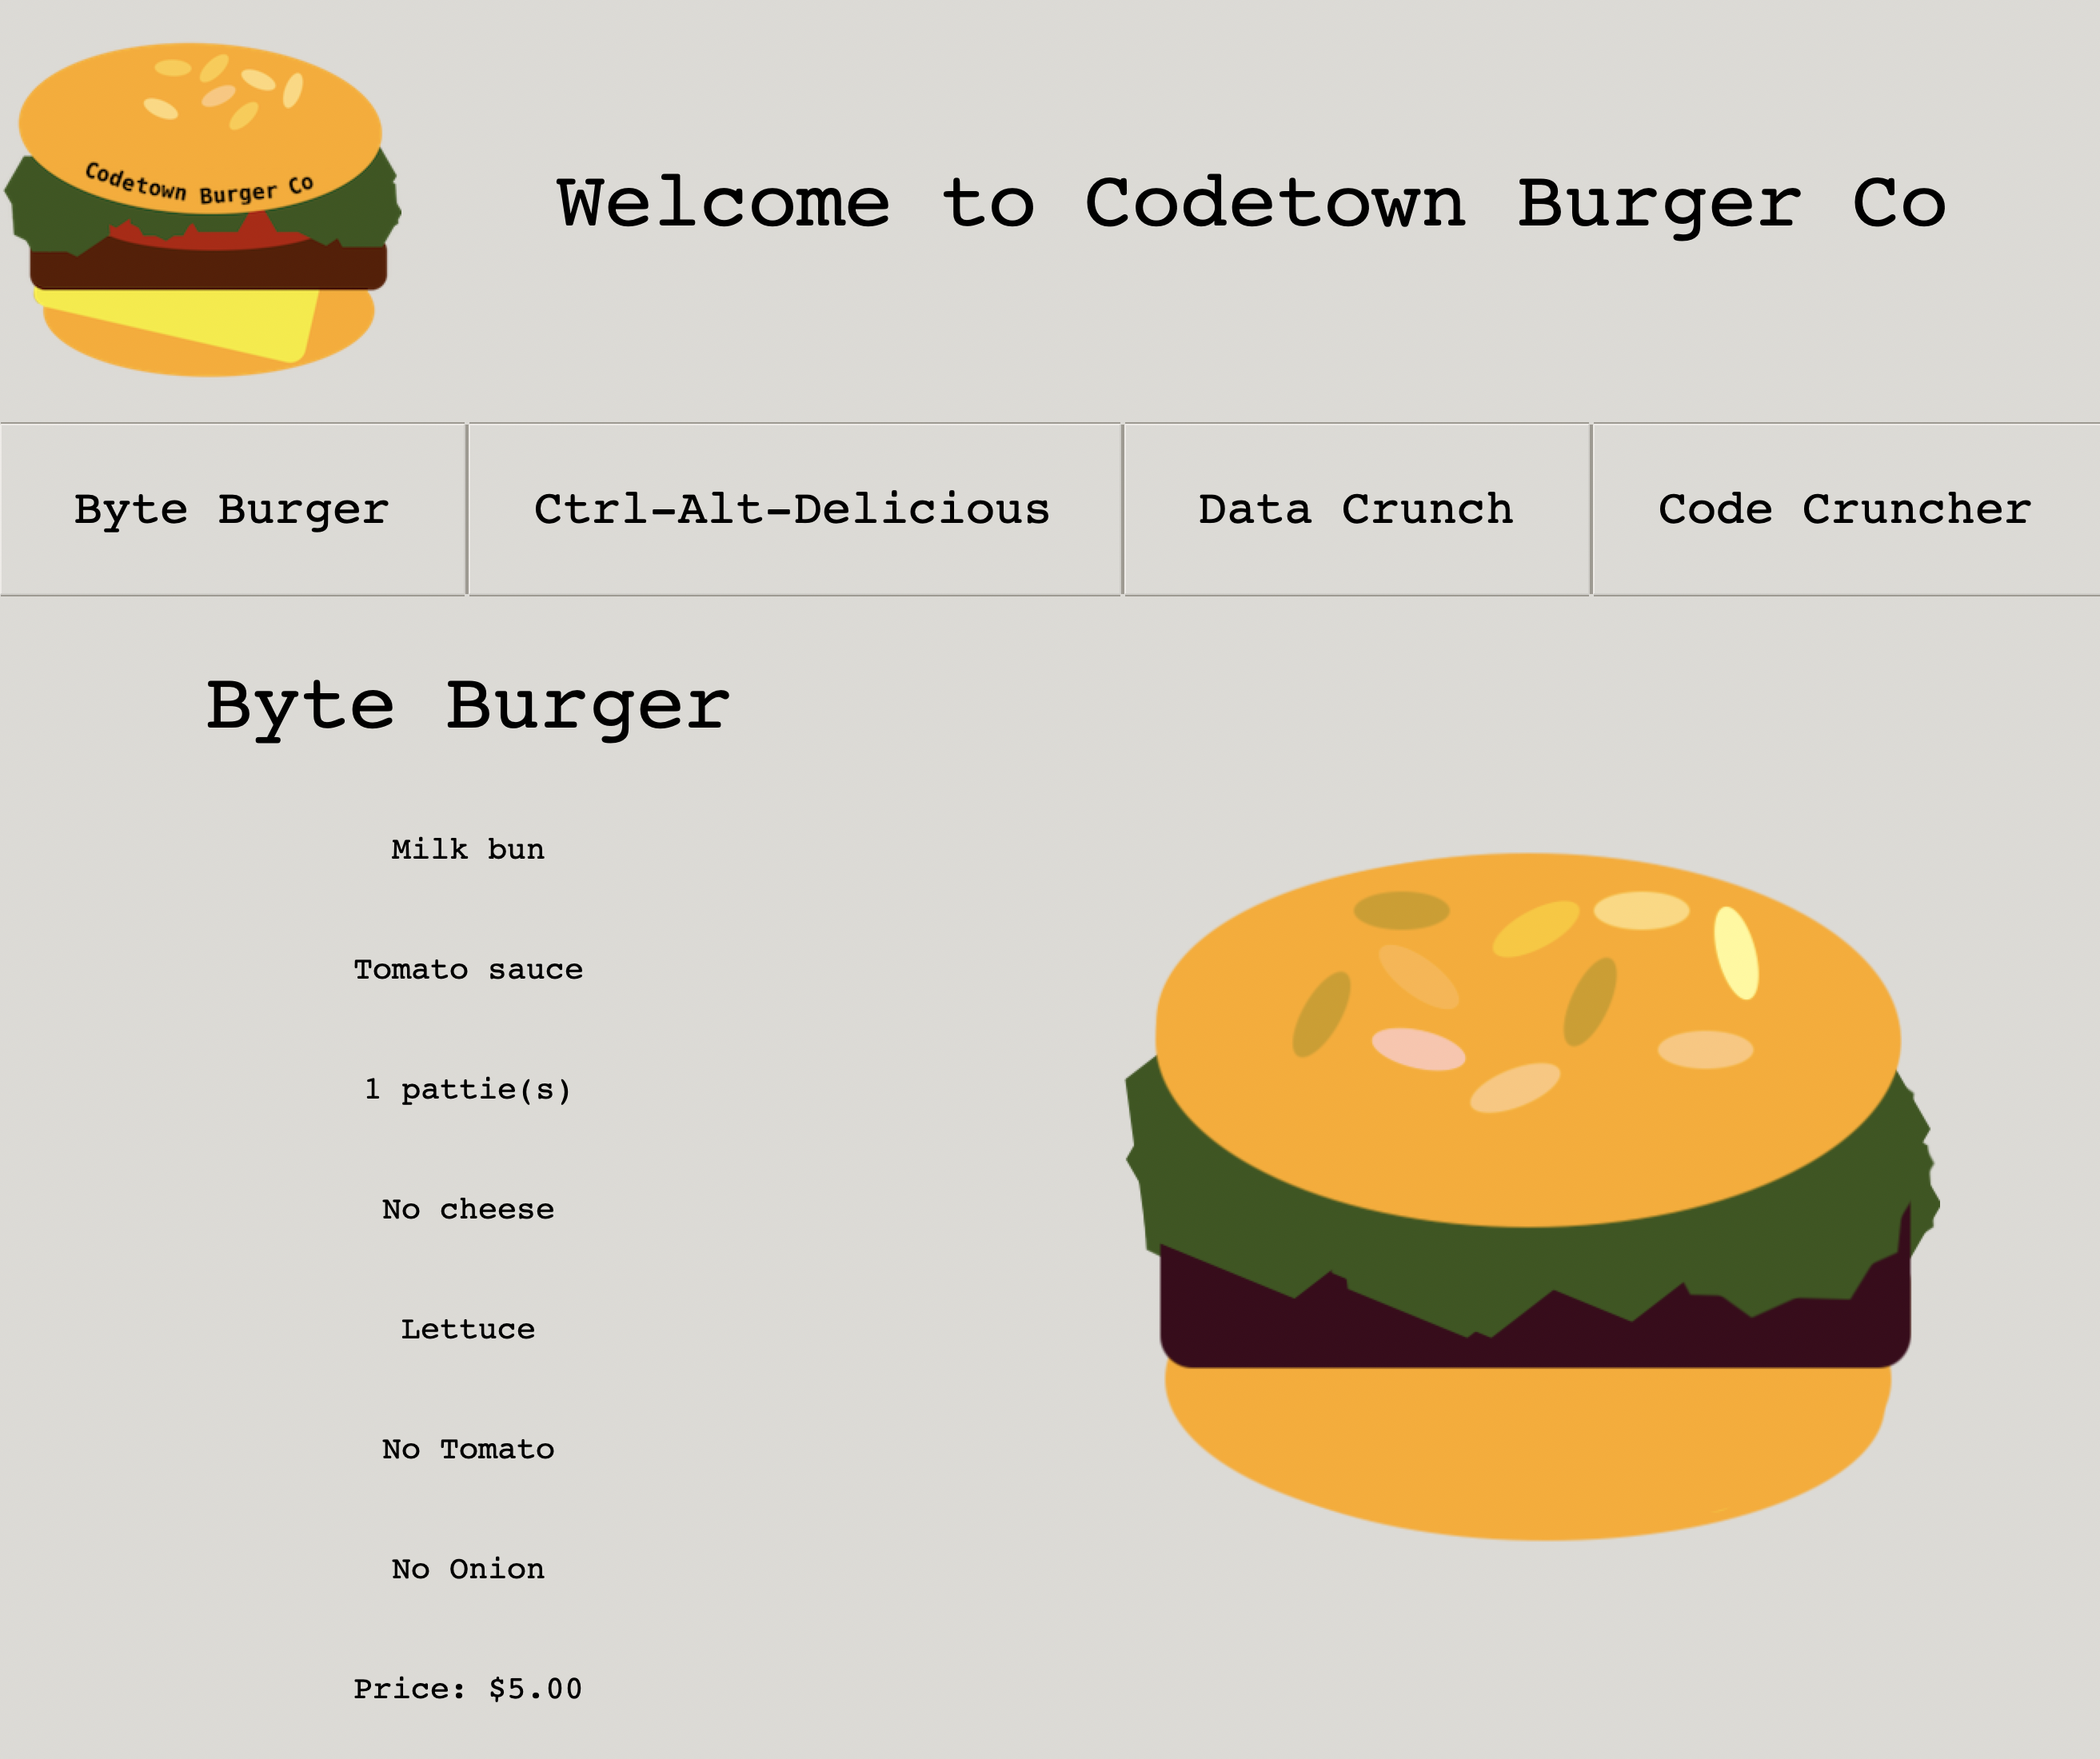 Codetown Burger Co
Welcome to Codetown Burger Co
Byte Burger
Ctrl-Alt-Delicious
Data Crunch
Code Cruncher
Byte Burger
Milk bun
Tomato sauce
1 pattie(s)
No cheese
Lettuce
No Tomato
No Onion
Price: $5.00